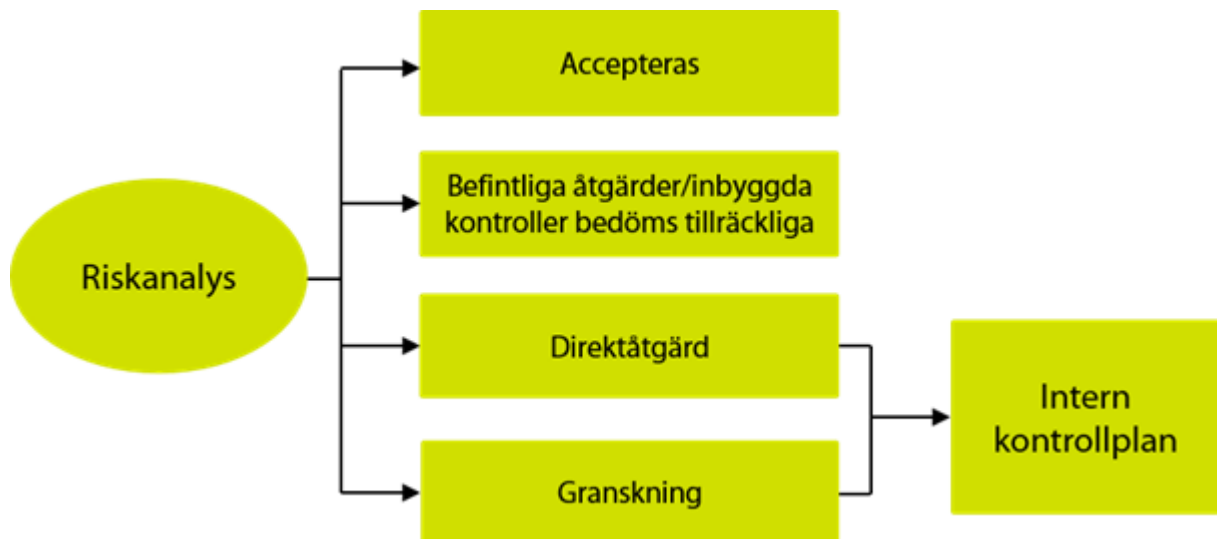 Accepteras
Befintliga åtgärder/inbyggda
kontroller bedöms tillräckliga
Riskanalys
Direktåtgärd
Intern
kontrollplan
Granskning